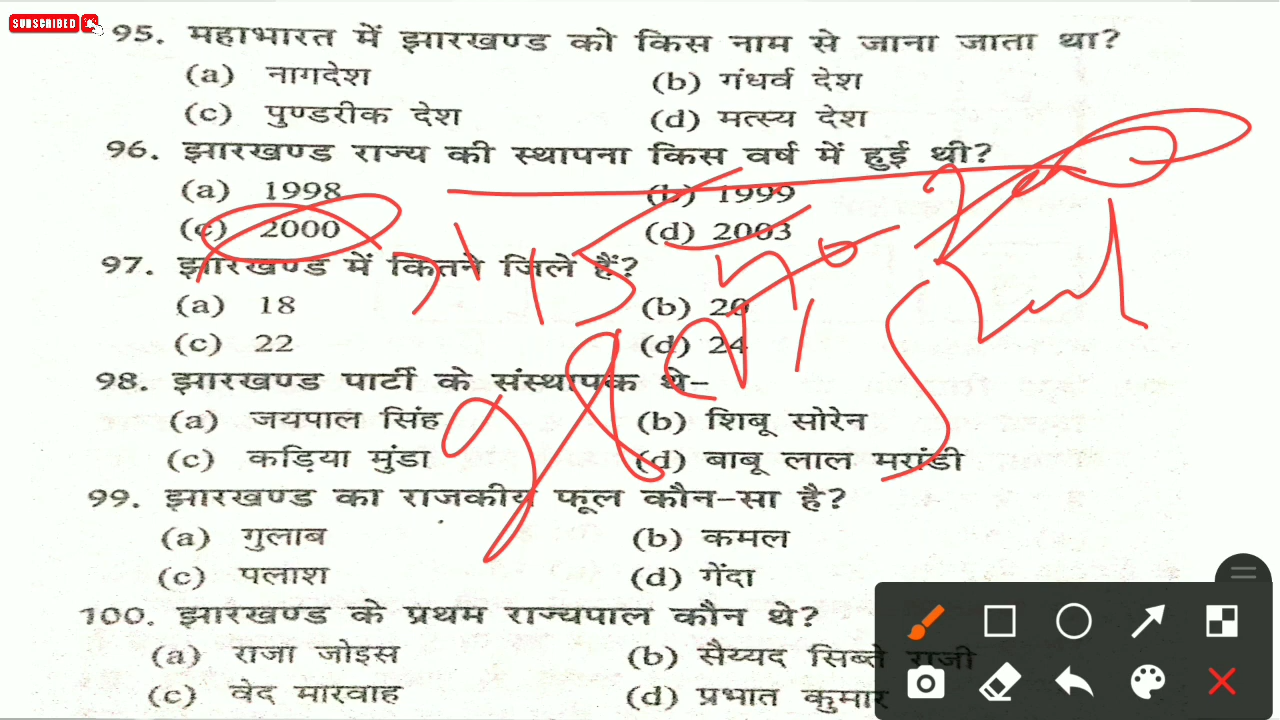 SUBSCRIBED
95. महाभारत में झारखण्ड को किस नाम से जाना जाता था?
(a) नागदेश (b) गंधर्व देश
(c) पुण्डरीक देश (d) मत्स्य देश
96. झारखण्ड राज्य की स्थापना किस वर्ष में हुई थी?
(a) 1998 (b) 1999
(c) 2000 (d) 2003
97. झारखण्ड में कितने जिले हैं?
(a) 18 (b) 20
(c) 22 (d) 24
98. झारखण्ड पार्टी के संस्थापक थे–
(a) जयपाल सिंह (b) शिबू सोरेन
(c) कड़िया मुंडा (d) बाबू लाल मरांडी
99. झारखण्ड का राजकीय फूल कौन-सा है?
(a) गुलाब (b) कमल
(c) पलाश (d) गेंदा
100. झारखण्ड के प्रथम राज्यपाल कौन थे?
(a) राजा जोइस (b) सैय्यद सिब्ते राजी
(c) वेद मारवाह (d) प्रभात कुमार